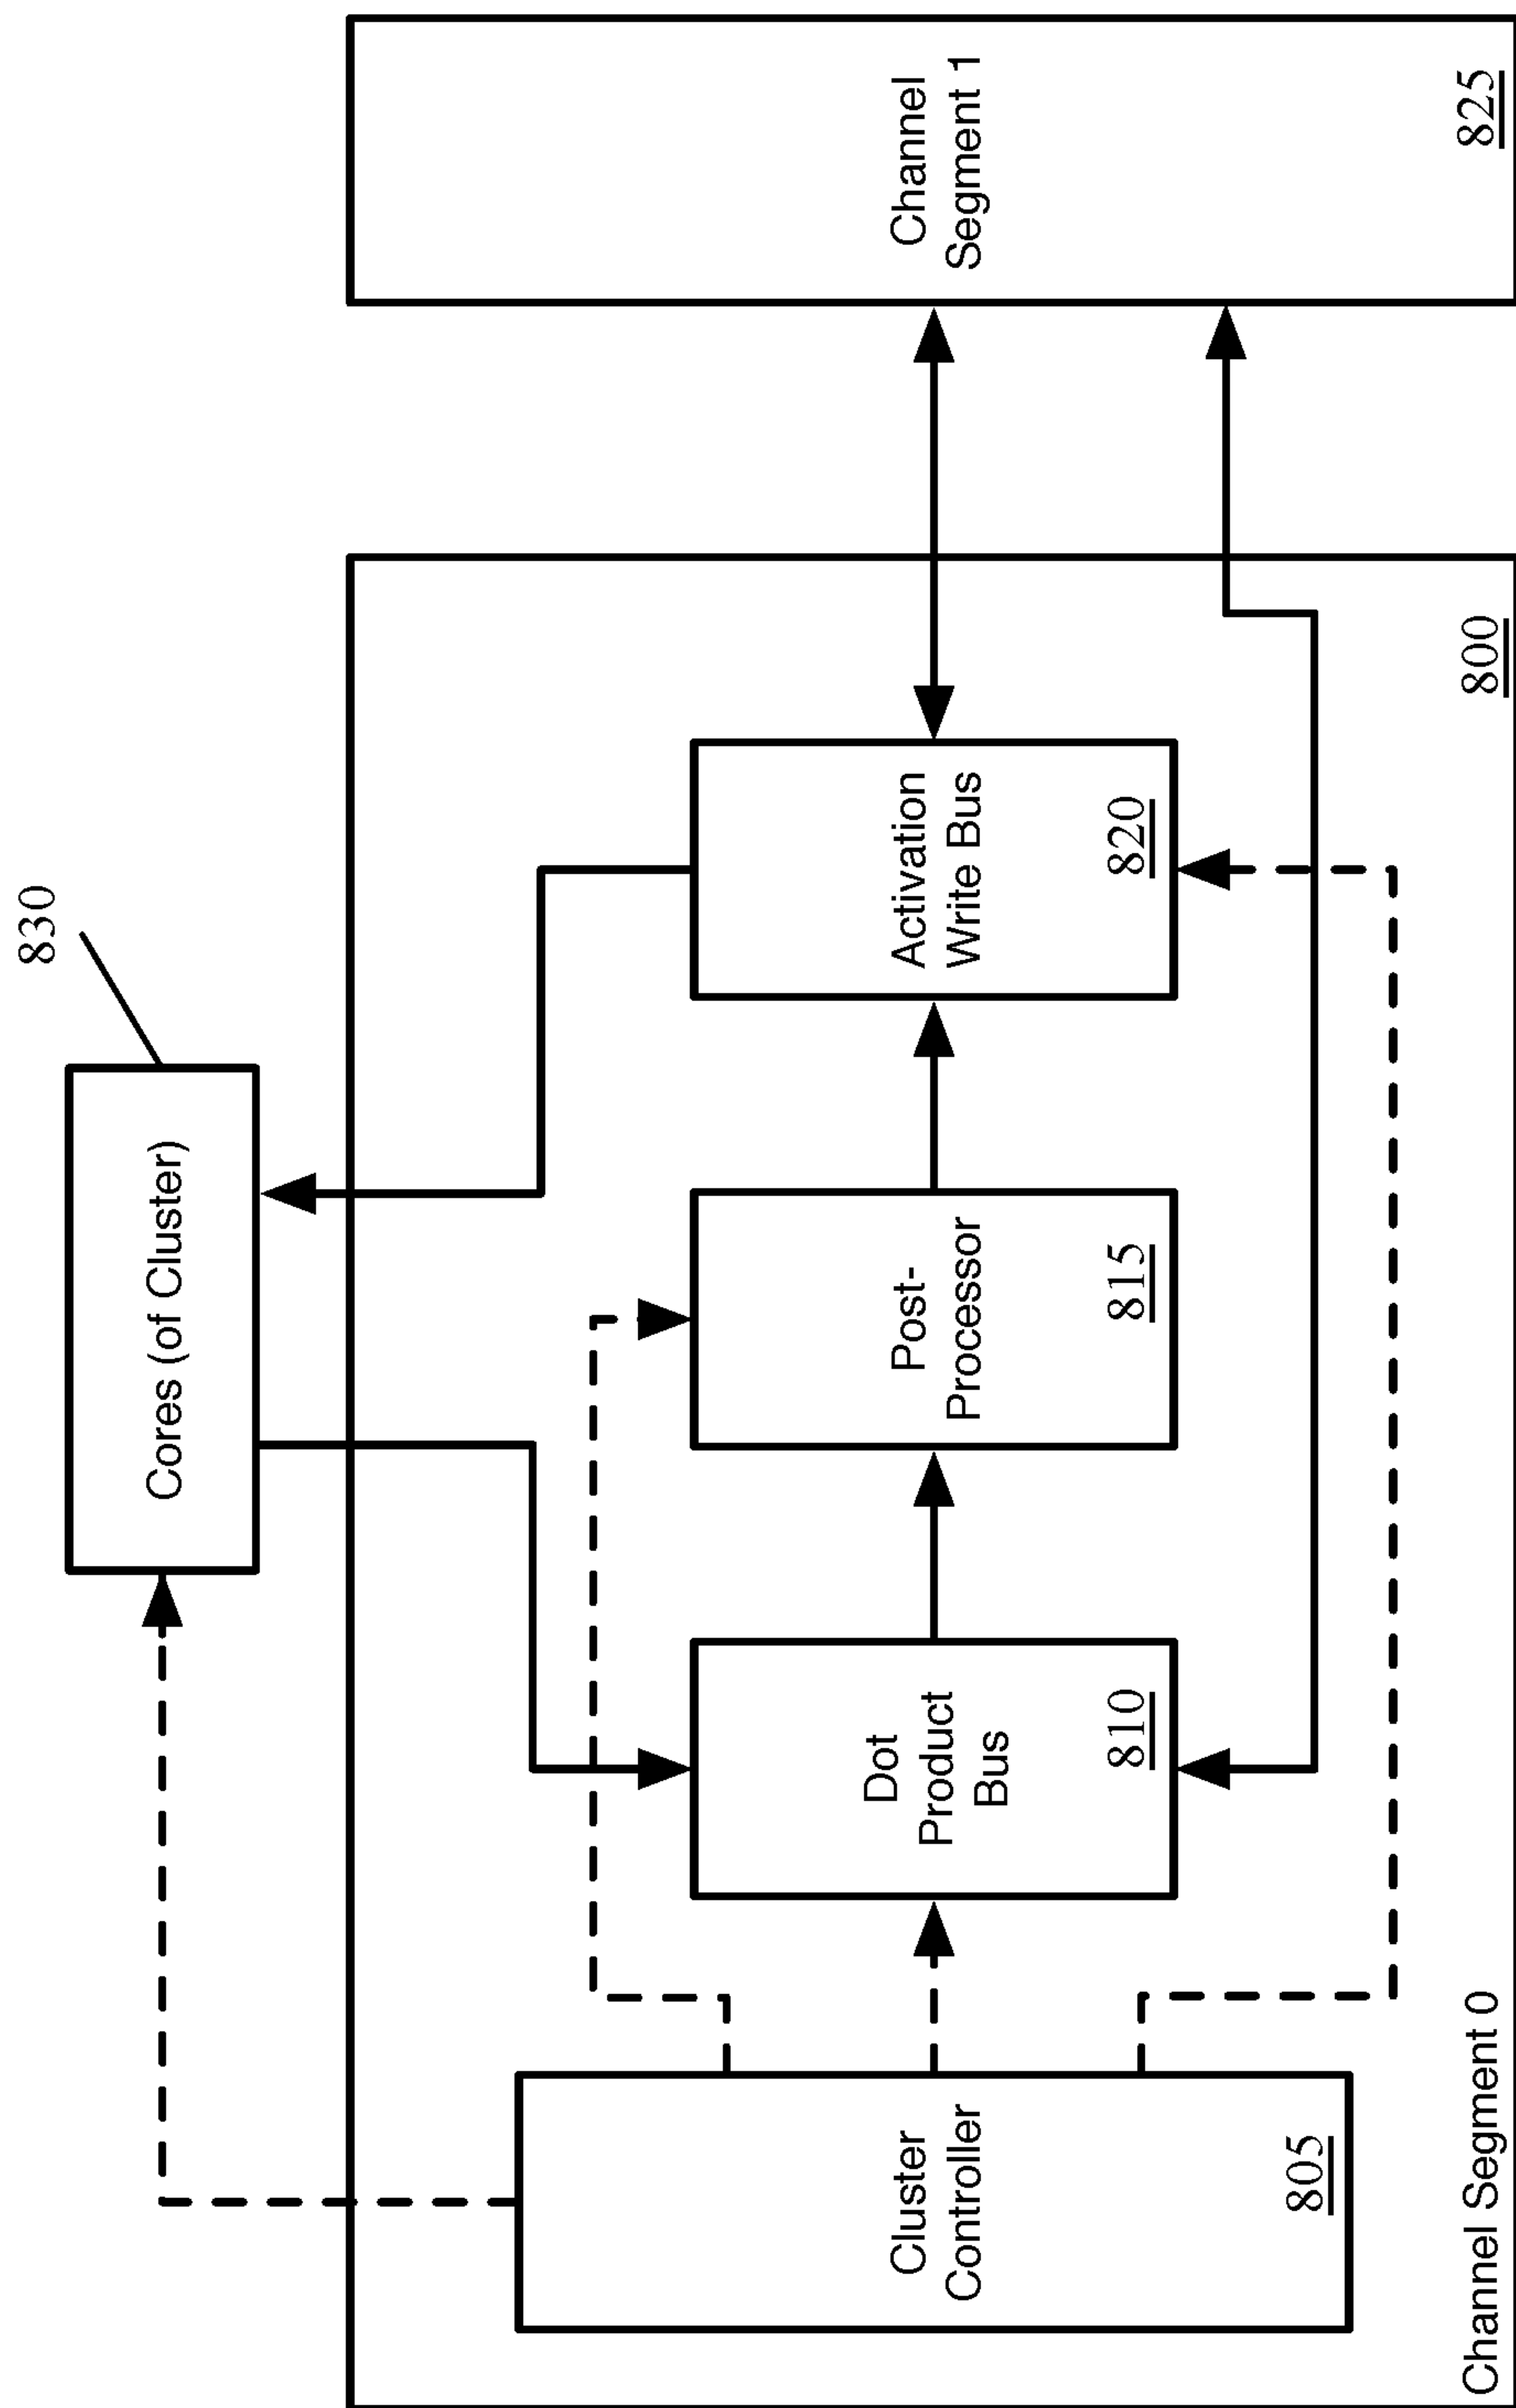 830
Cores (of Cluster)
Cluster
Controller
805
Dot
Product
Bus
810
Post-
Processor
815
Activation
Write Bus
820
Channel
Segment 1
825
Channel Segment 0
800